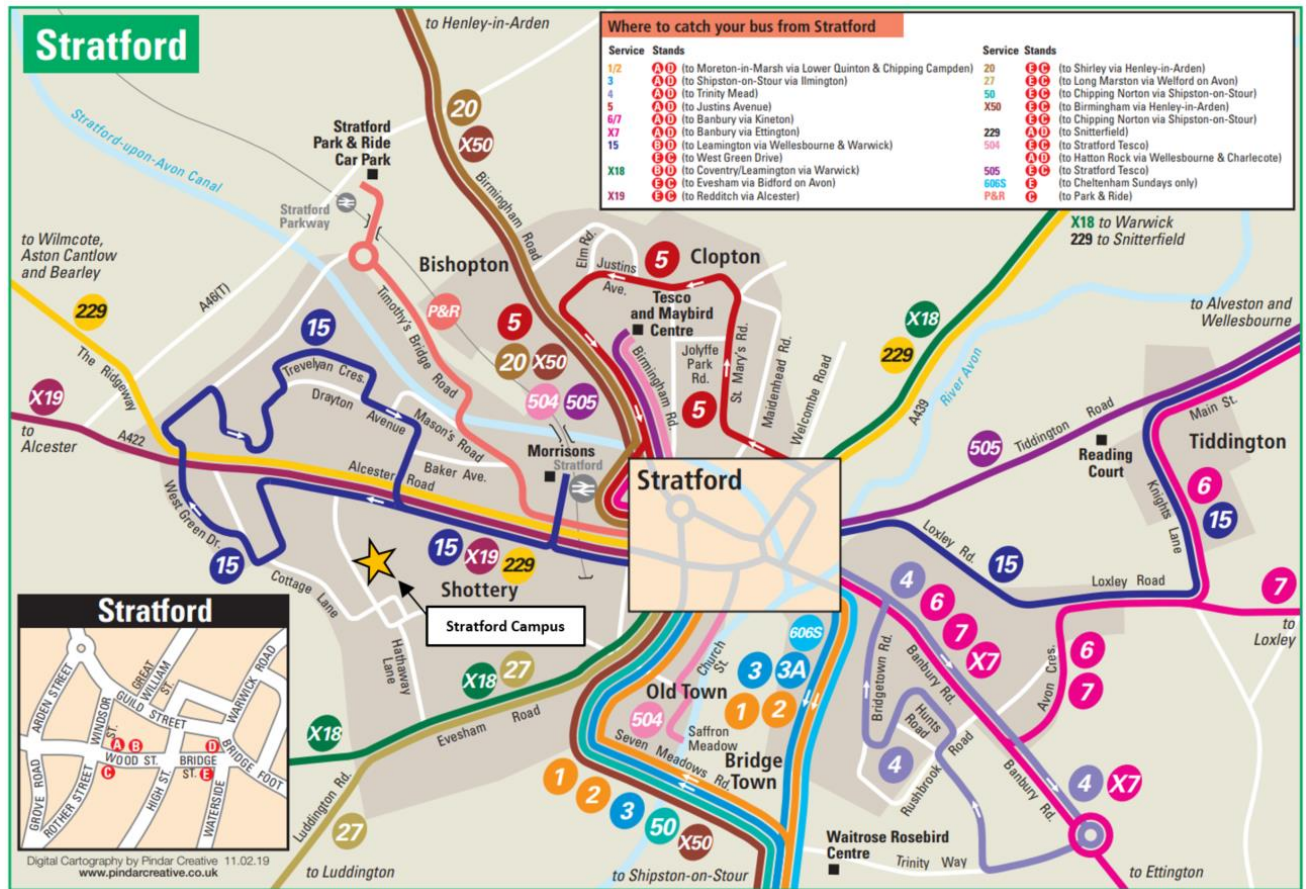 Stratford
to Henley-in-Arden
Where to catch your bus from Stratford
Service Stands
1/2 A D (to Moreton-in-Marsh via Lower Quinton & Chipping Campden)
3 A D (to Shipston-on-Stour via Ilmington)
4 A D (to Trinity Mead)
5 A D (to Justins Avenue)
6/7 A D (to Banbury via Kineton)
X7 A D (to Banbury via Ettington)
15 B D (to Leamington via Wellesbourne & Warwick)
E C (to West Green Drive)
X18 B D (to Coventry/Leamington via Warwick)
E C (to Evesham via Bidford on Avon)
X19 E C (to Redditch via Alcester)
Service Stands
20 E C (to Shirley via Henley-in-Arden)
27 E C (to Long Marston via Welford on Avon)
50 E C (to Chipping Norton via Shipston-on-Stour)
X50 E C (to Birmingham via Henley-in-Arden)
E C (to Chipping Norton via Shipston-on-Stour)
229 A D (to Snitterfield)
504 E C (to Stratford Tesco)
A D (to Hatton Rock via Wellesbourne & Charlecote)
505 E C (to Stratford Tesco)
606S E (to Cheltenham Sundays only)
P&R C (to Park & Ride)
20
X50
Stratford
Park & Ride
Car Park
Stratford-upon-Avon Canal
Stratford
Parkway
Birmingham Road
X18 to Warwick
229 to Snitterfield
to Wilmcote,
Aston Cantlow
and Bearley
A46(T)
Bishopton
Elm Rd.
Justins
Ave.
5
Clopton
Tesco
and Maybird
Centre
to Alveston and
Wellesbourne
229
The Ridgeway
15
P&R
Timothy's Bridge Road
5
20
X50
504
505
Birmingham Rd.
Jolyffe
Park
Rd.
5
St. Mary's Rd.
Maidenhead Rd.
Welcombe Road
X18
229
A439
River Avon
Trevelyan Cres.
Drayton Avenue
Mason's Road
Baker Ave.
X19
to
Alcester
A422
Alcester Road
Morrisons
Stratford
Stratford
505
Tiddington Road
Reading
Court
Main St.
Tiddington
6
15
Knights Lane
West Green Dr.
15
Cottage Lane
15
X19
229
Shottery
Stratford Campus
Hathaway
Lane
Loxley Rd.
15
Loxley Road
7
to
Loxley
4
6
7
X7
Banbury Rd.
Avon Cres.
6
7
606S
Church
St.
3
3A
1
2
Old Town
504
Saffron
Meadow
Seven Meadows Rd.
Bridge
Town
Bridgetown Rd.
Hunts
Road
4
Rushbrook Road
Banbury Rd.
4
X7
X18
27
X18
Evesham Road
Luddington Rd.
27
to Luddington
1
2
3
50
X50
to Shipston-on-Stour
Waitrose Rosebird
Centre
Trinity Way
to Ettington
Stratford
ARDEN STREET
GREAT
WILLIAM
ST.
GUILD STREET
WARWICK ROAD
WINDSOR
ST.
A
B
D
WOOD ST.
BRIDGE
ST.
BRIDGE FOOT
C
E
GROVE ROAD
ROTHER STREET
HIGH ST.
WATERSIDE
Digital Cartography by Pindar Creative 11.02.19
www.pindarcreative.co.uk